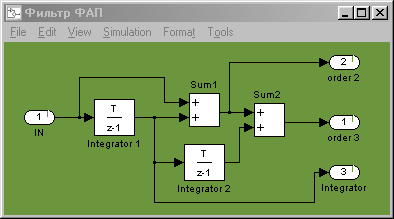 Фильтр ФАП
File Edit View Simulation Format Tools
Sum1
2
order 2
Sum2
1
IN
T
z-1
Integrator 1
+
+
+
+
1
order 3
T
z-1
Integrator 2
3
Integrator